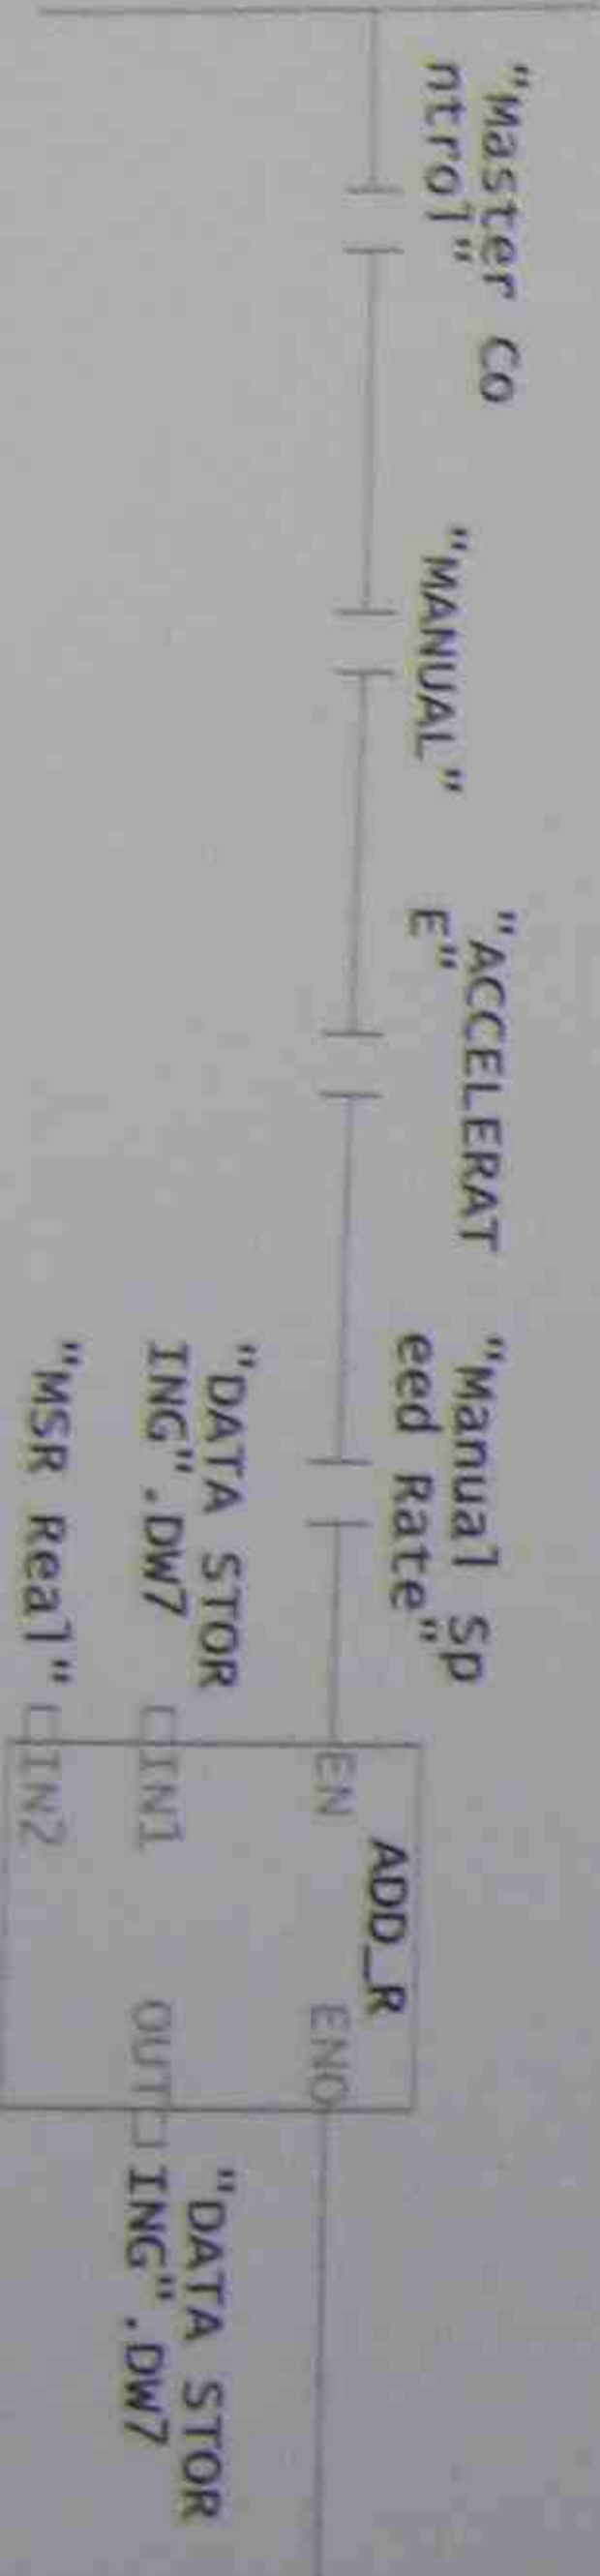 "Master Co
ntrol"
"MANUAL"
"ACCELERAT
E"
"Manual Sp
eed Rate"
ADD_R
EN
ENO
"DATA STOR
ING".DW7
IN1
OUT
"DATA STOR
ING".DW7
"MSR Real"
IN2